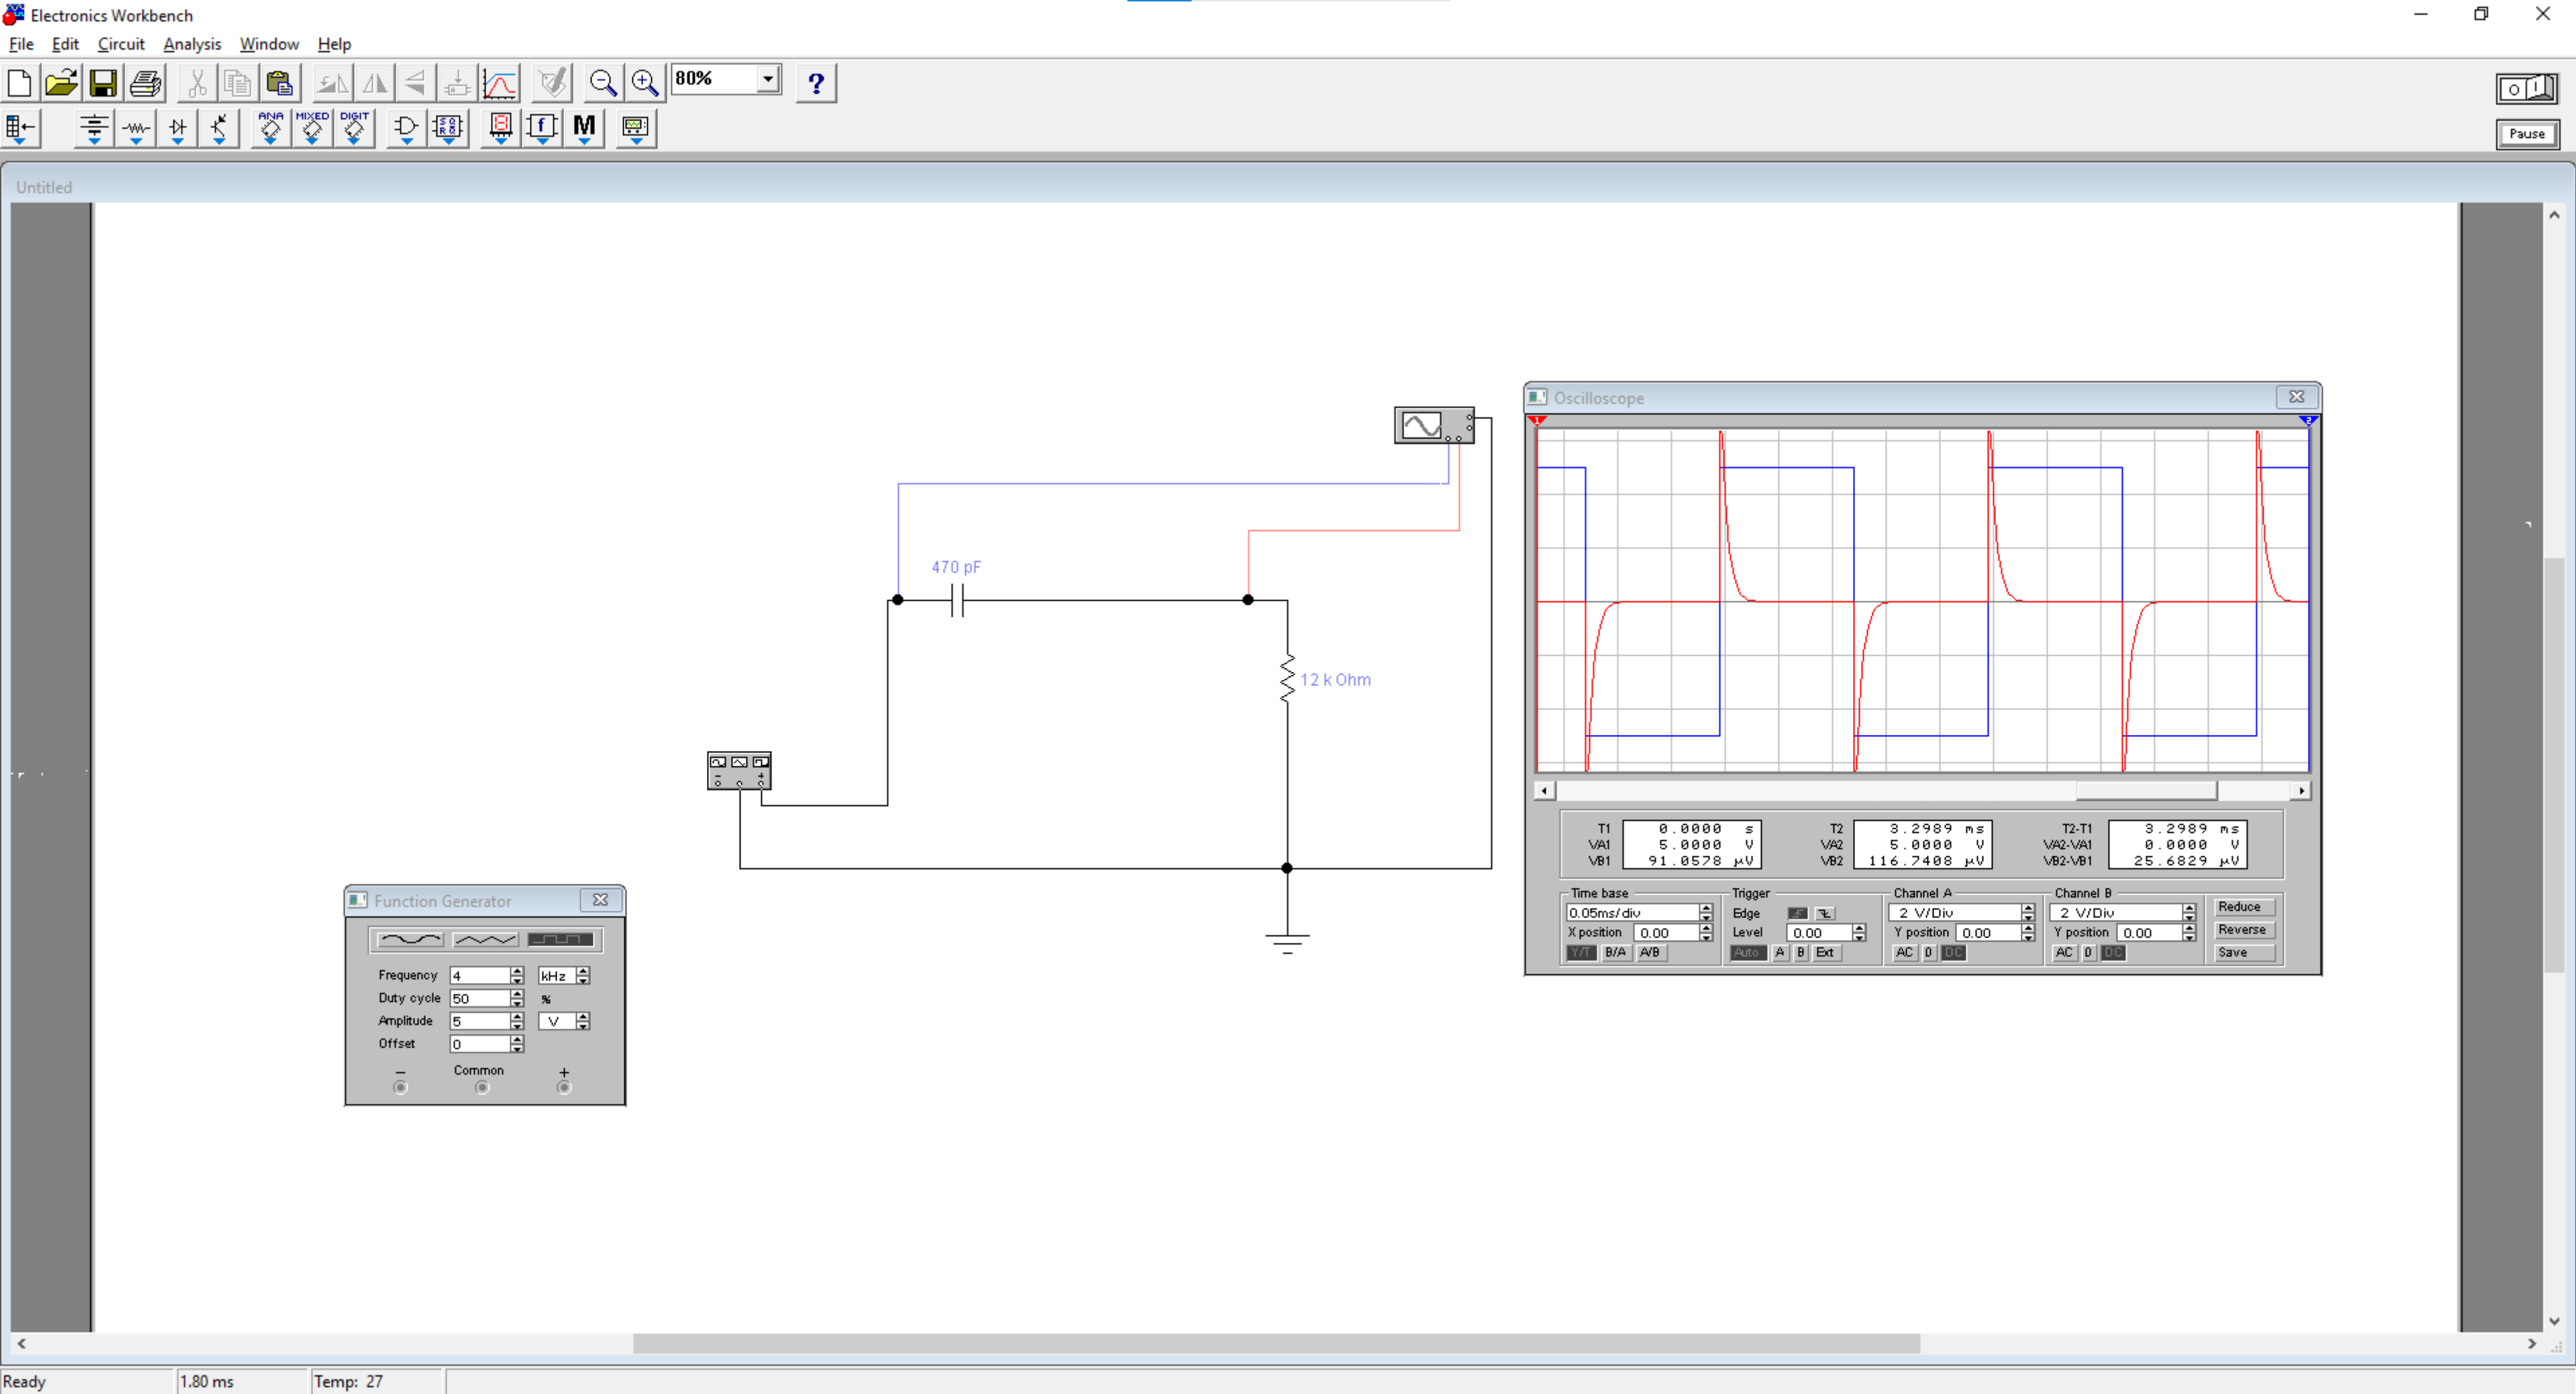 Electronics Workbench
File Edit Circuit Analysis Window Help
80% ?
Pause
ANA MIXED DIGIT M
Untitled
Oscilloscope
470 pF
12 k Ohm
T1 0.0000 s T2 3.2989 ms T2-T1 3.2989 ms
VA1 5.0000 V VA2 5.0000 V VA2-VA1 0.0000 V
VB1 91.0578 µV VB2 116.7408 µV VB2-VB1 25.6829 µV
Time base Trigger Channel A Channel B
0.05ms/div Edge 2 V/Div 2 V/Div Reduce
X position 0.00 Level 0.00 Y position 0.00 Y position 0.00 Reverse
Y/T B/A A/B Auto A B Ext AC 0 DC AC 0 DC Save
Function Generator
Frequency 4 kHz
Duty cycle 50 %
Amplitude 5 V
Offset 0
− Common +
Ready 1.80 ms Temp: 27